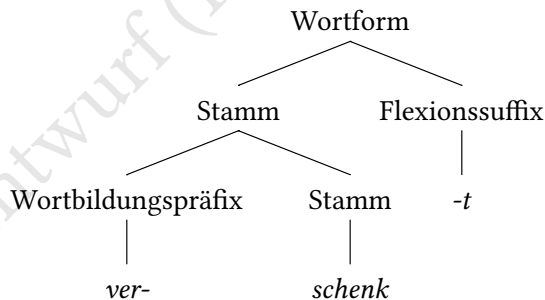 Wortform
Stamm Flexionssuffix
Wortbildungspräfix Stamm -t
ver- schenk